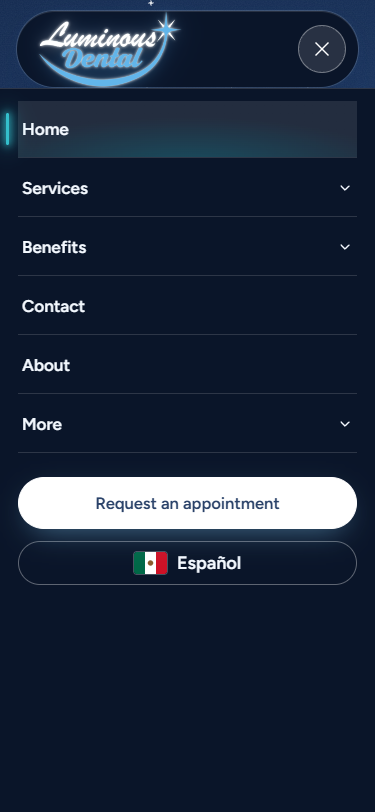 Luminous
Dental
Home
Services
Benefits
Contact
About
More
Request an appointment
Español